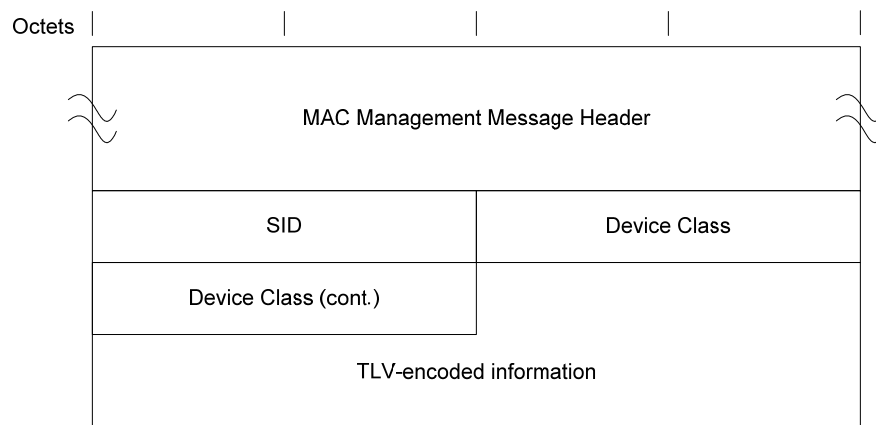 Octets
MAC Management Message Header
SID
Device Class
Device Class (cont.)
TLV-encoded information